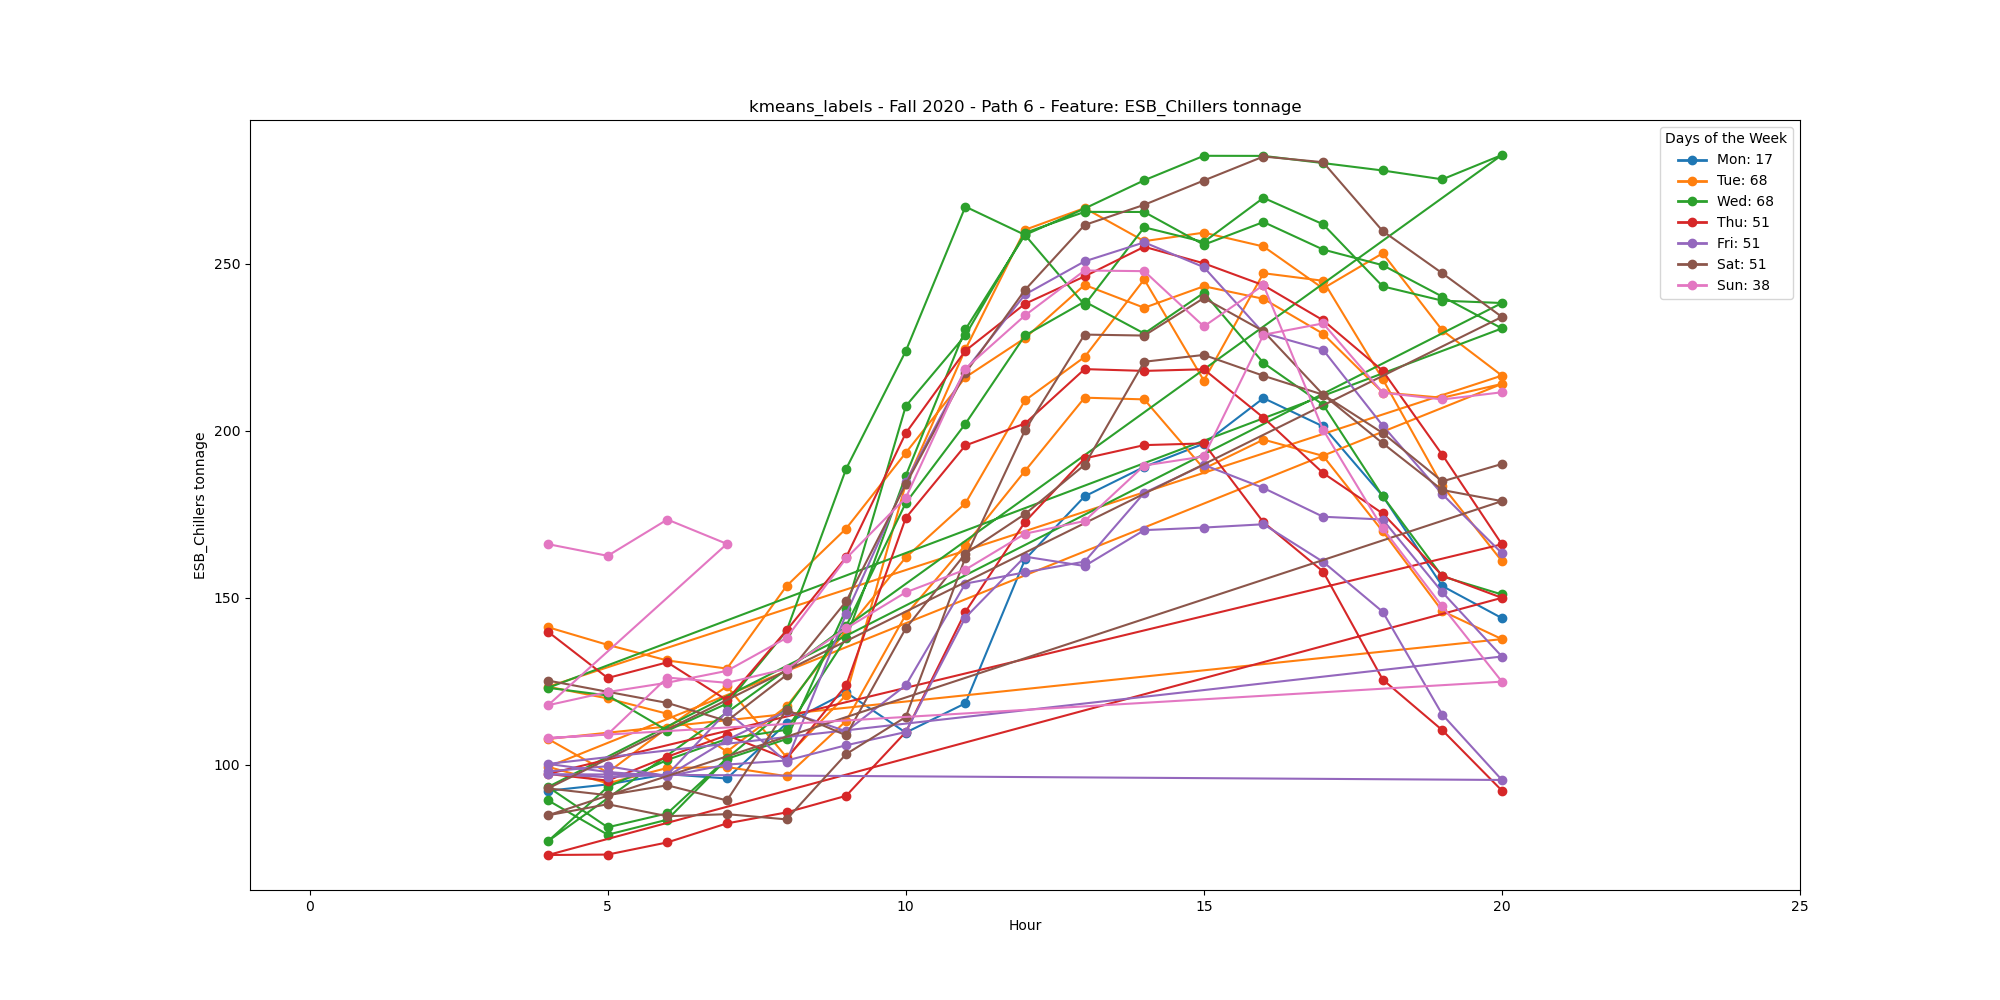 kmeans_labels - Fall 2020 - Path 6 - Feature: ESB_Chillers tonnage
Days of the Week
Mon: 17
Tue: 68
Wed: 68
Thu: 51
Fri: 51
Sat: 51
Sun: 38
ESB_Chillers tonnage
250
200
150
100
0 5 10 15 20 25
Hour